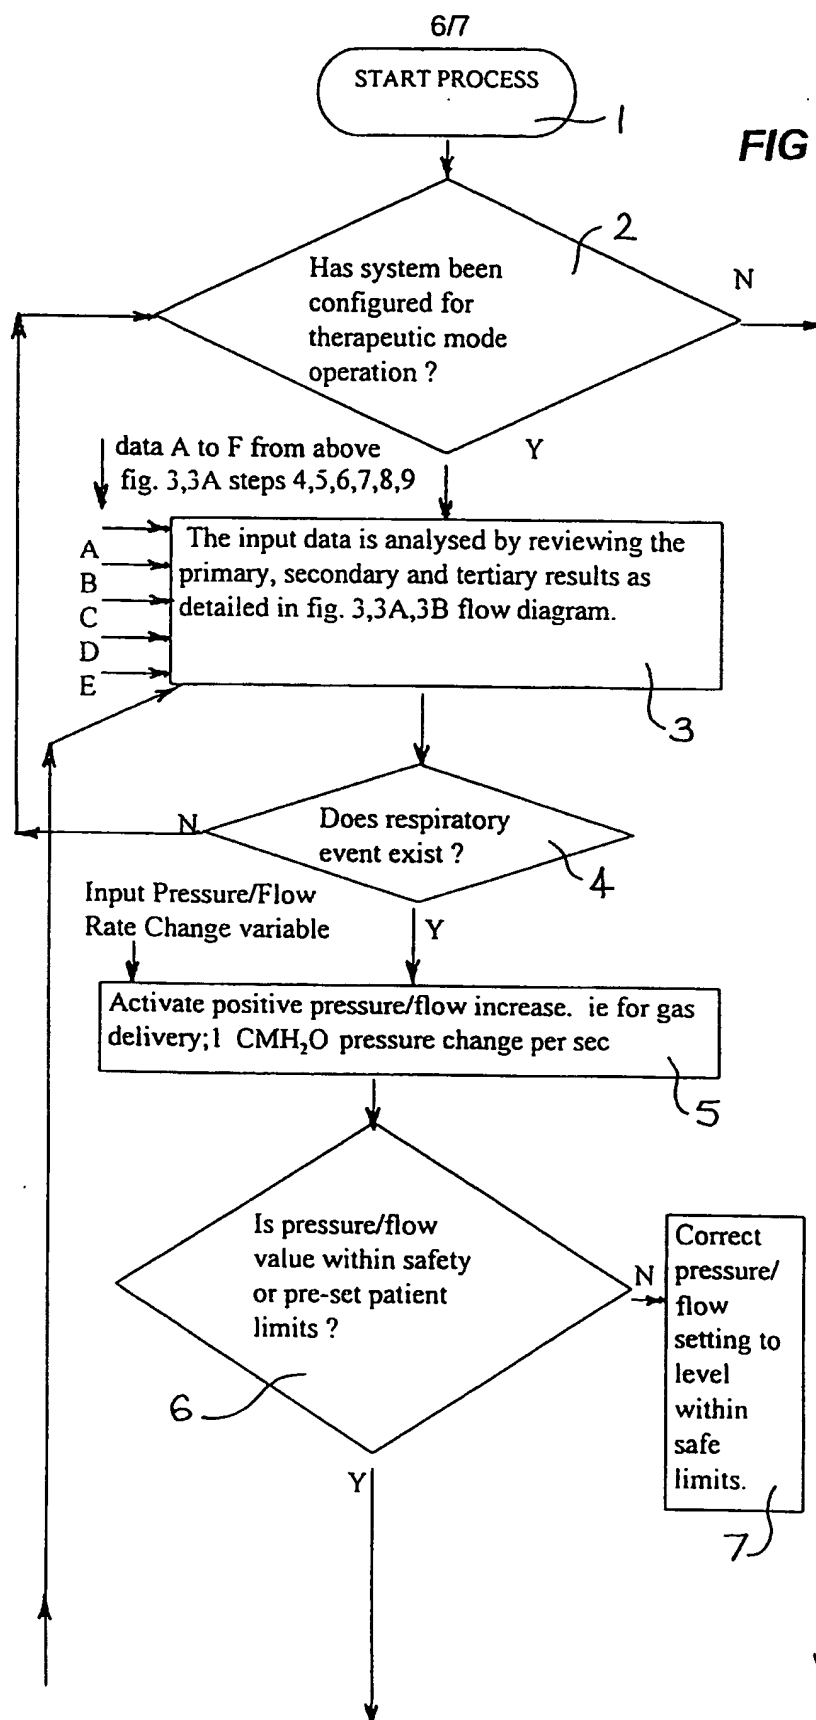 6/7
START PROCESS
1
FIG
2
Has system been
configured for
therapeutic mode
operation ?
N
Y
data A to F from above
fig. 3,3A steps 4,5,6,7,8,9
A
B
C
D
E
The input data is analysed by reviewing the
primary, secondary and tertiary results as
detailed in fig. 3,3A,3B flow diagram.
3
N
Does respiratory
event exist ?
4
Input Pressure/Flow
Rate Change variable
Y
Activate positive pressure/flow increase. ie for gas
delivery;1 CMH₂O pressure change per sec
5
Is pressure/flow
value within safety
or pre-set patient
limits ?
N
6
Y
Correct
pressure/
flow
setting to
level
within
safe
limits.
7